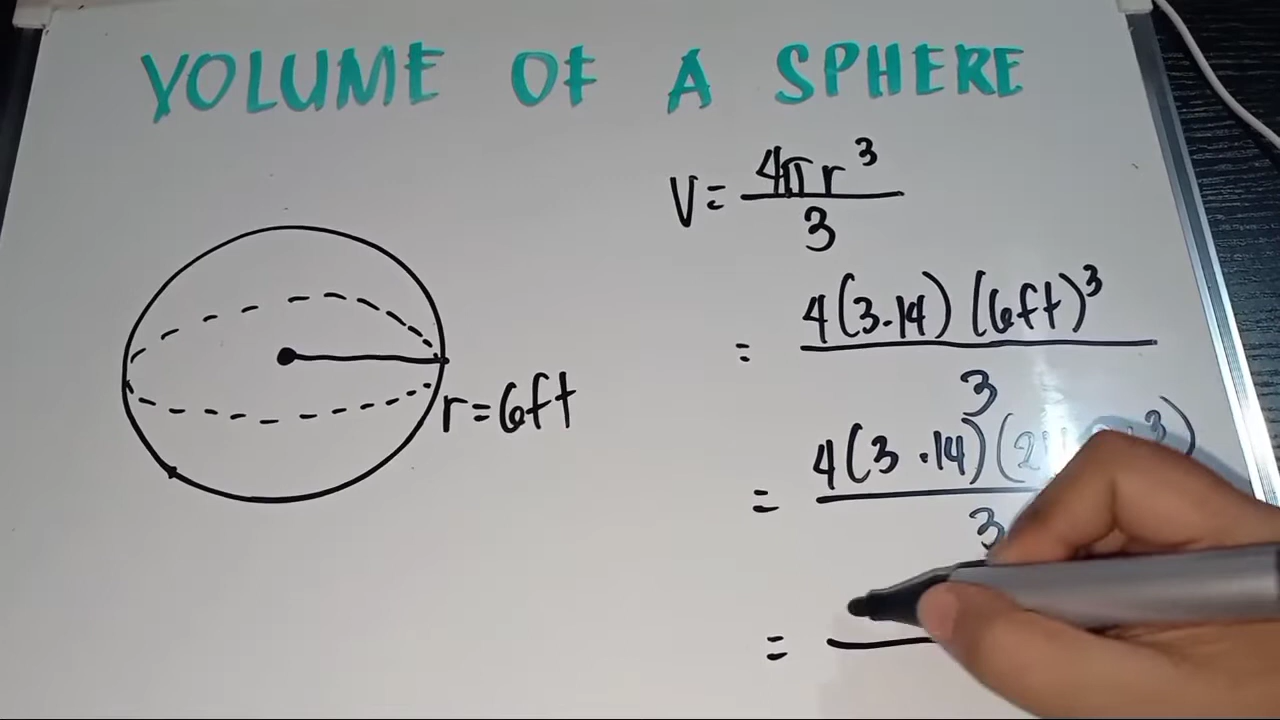 VOLUME OF A SPHERE
V = 4πr³
3
= 4(3.14)(6ft)³
3
r=6ft
= 4(3.14)(
3
=